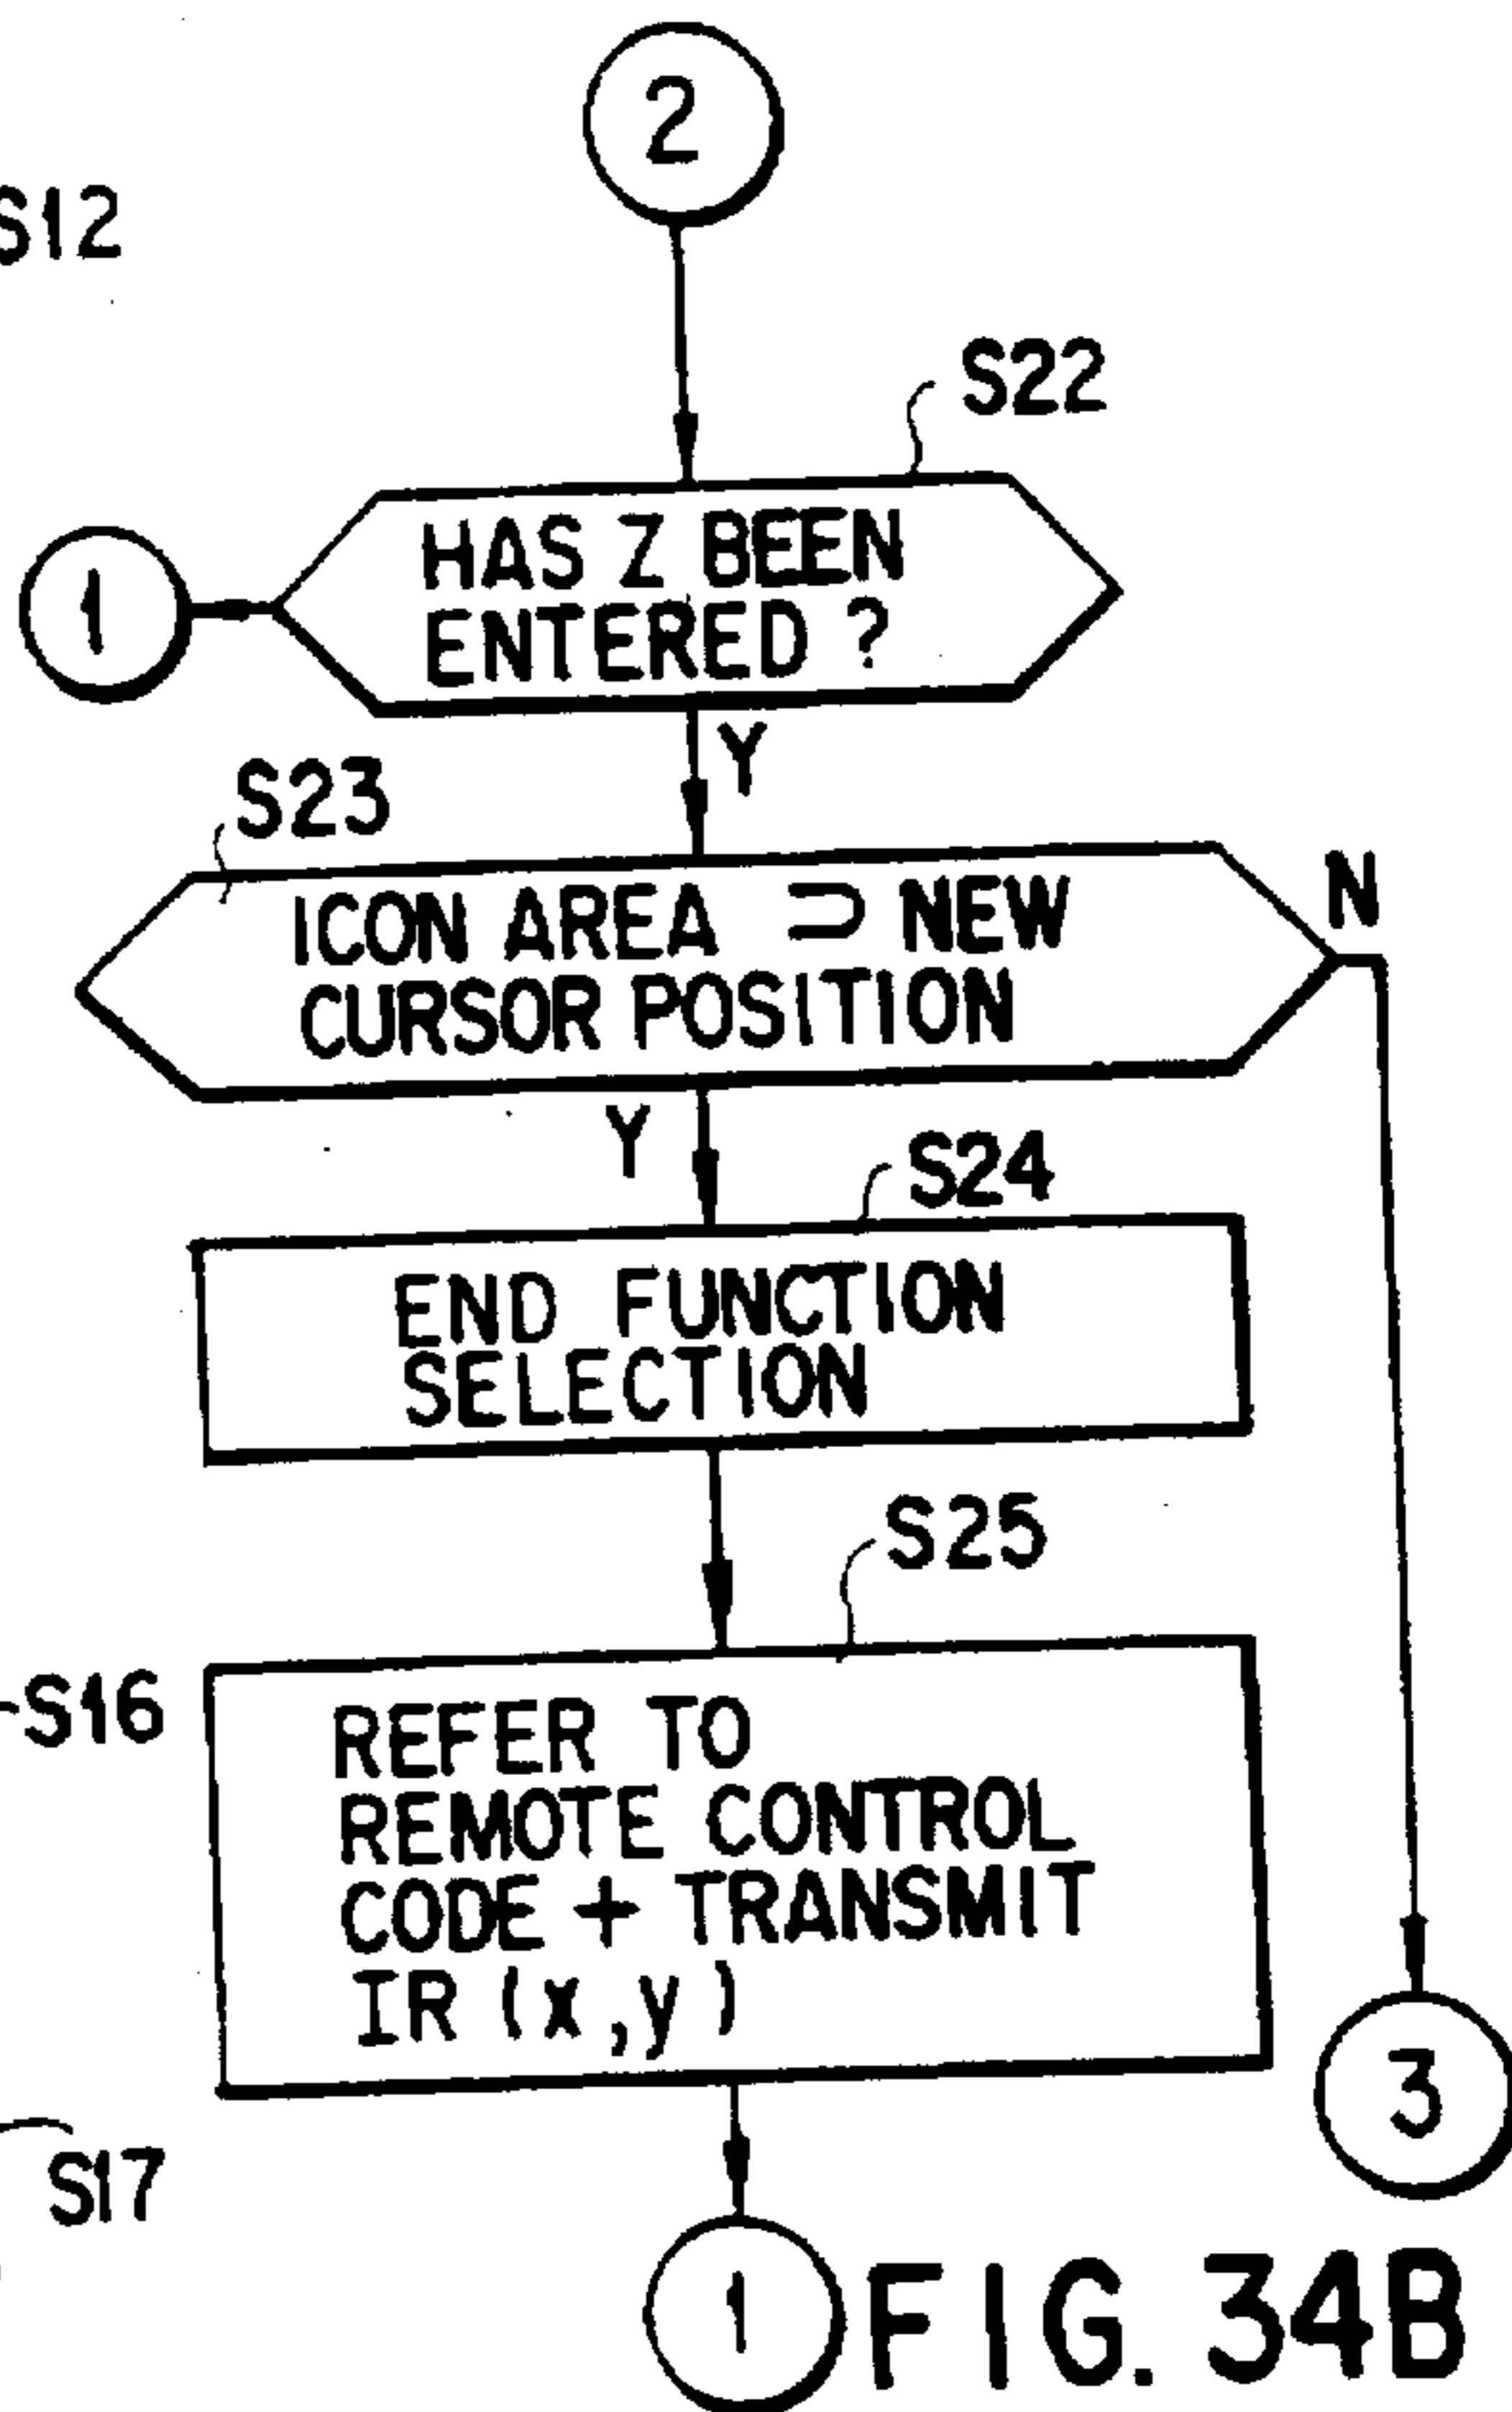 2
S12
S22
HAS Z BEEN
ENTERED ?
1
Y
S23
N
ICON AREA ⊃ NEW
CURSOR POSITION
Y
S24
END FUNCTION
SELECTION
S25
S16
REFER TO
REMOTE CONTROL
CODE + TRANSMIT
IR (x,y)
3
S17
1
FIG. 34B